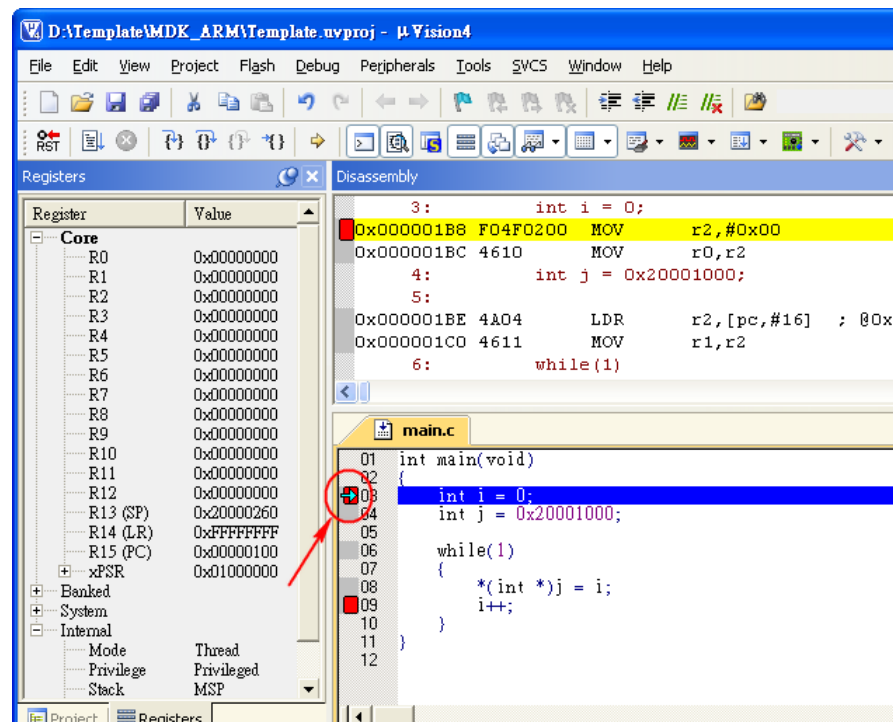 D:\Template\MDK_ARM\Template.uvproj - µVision4
File Edit View Project Flash Debug Peripherals Tools SVCS Window Help
RST
Registers
Register Value
Core
R0 0x00000000
R1 0x00000000
R2 0x00000000
R3 0x00000000
R4 0x00000000
R5 0x00000000
R6 0x00000000
R7 0x00000000
R8 0x00000000
R9 0x00000000
R10 0x00000000
R11 0x00000000
R12 0x00000000
R13 (SP) 0x20000260
R14 (LR) 0xFFFFFFFF
R15 (PC) 0x00000100
xPSR 0x01000000
Banked
System
Internal
Mode Thread
Privilege Privileged
Stack MSP
Project Registers
Disassembly
3: int i = 0;
0x000001B8 F04F0200 MOV r2,#0x00
0x000001BC 4610 MOV r0,r2
4: int j = 0x20001000;
5:
0x000001BE 4A04 LDR r2,[pc,#16] ; @0x
0x000001C0 4611 MOV r1,r2
6: while(1)
main.c
01 int main(void)
02 {
03 int i = 0;
04 int j = 0x20001000;
05
06 while(1)
07 {
08 *(int *)j = i;
09 i++;
10 }
11 }
12